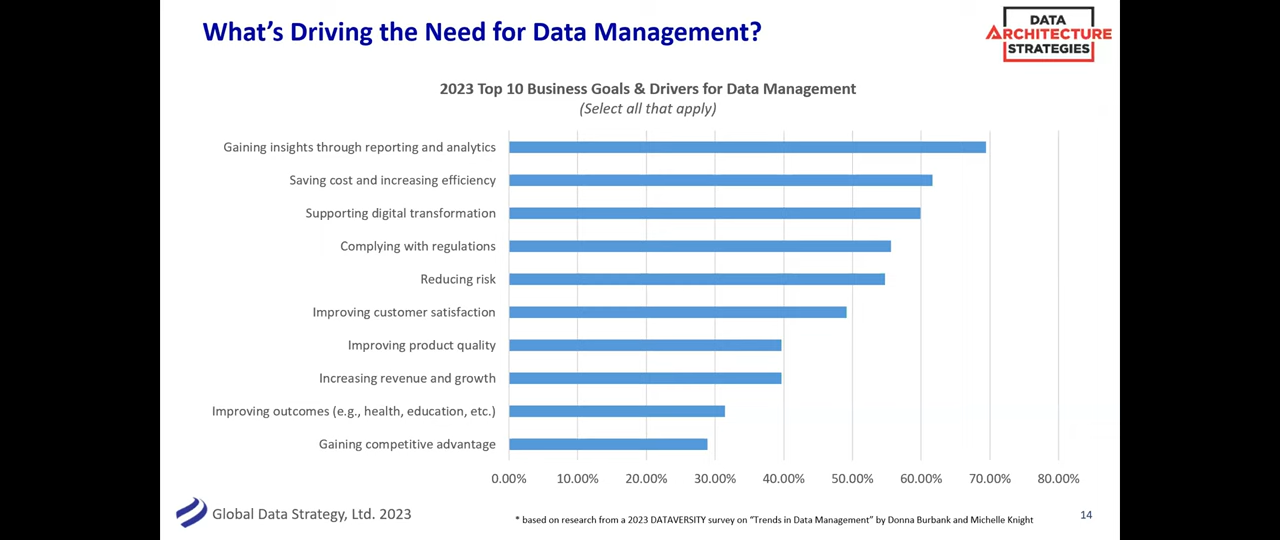 What's Driving the Need for Data Management?
DATA
ARCHITECTURE
STRATEGIES
2023 Top 10 Business Goals & Drivers for Data Management
(Select all that apply)
Gaining insights through reporting and analytics
Saving cost and increasing efficiency
Supporting digital transformation
Complying with regulations
Reducing risk
Improving customer satisfaction
Improving product quality
Increasing revenue and growth
Improving outcomes (e.g., health, education, etc.)
Gaining competitive advantage
0.00% 10.00% 20.00% 30.00% 40.00% 50.00% 60.00% 70.00% 80.00%
Global Data Strategy, Ltd. 2023
* based on research from a 2023 DATAVERSITY survey on "Trends in Data Management" by Donna Burbank and Michelle Knight
14